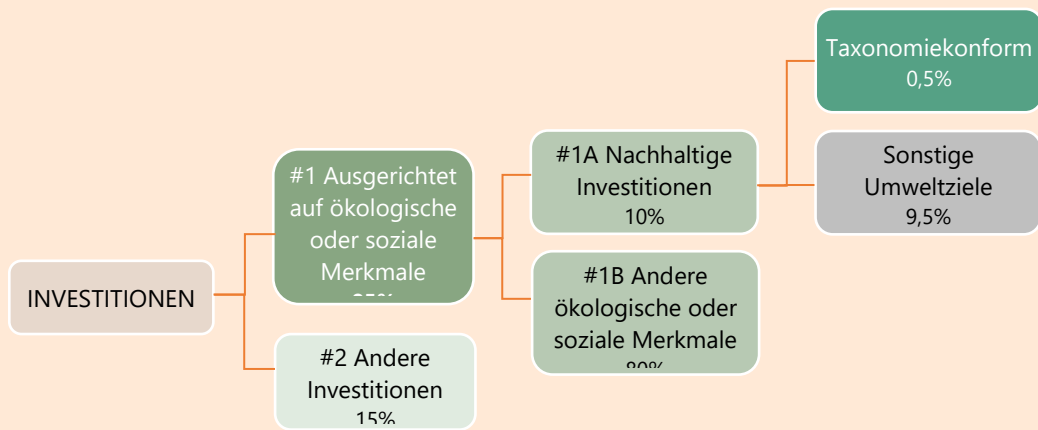 INVESTITIONEN
#1 Ausgerichtet
auf ökologische
oder soziale
Merkmale
#2 Andere
Investitionen
15%
#1A Nachhaltige
Investitionen
10%
#1B Andere
ökologische oder
soziale Merkmale
Taxonomiekonform
0,5%
Sonstige
Umweltziele
9,5%